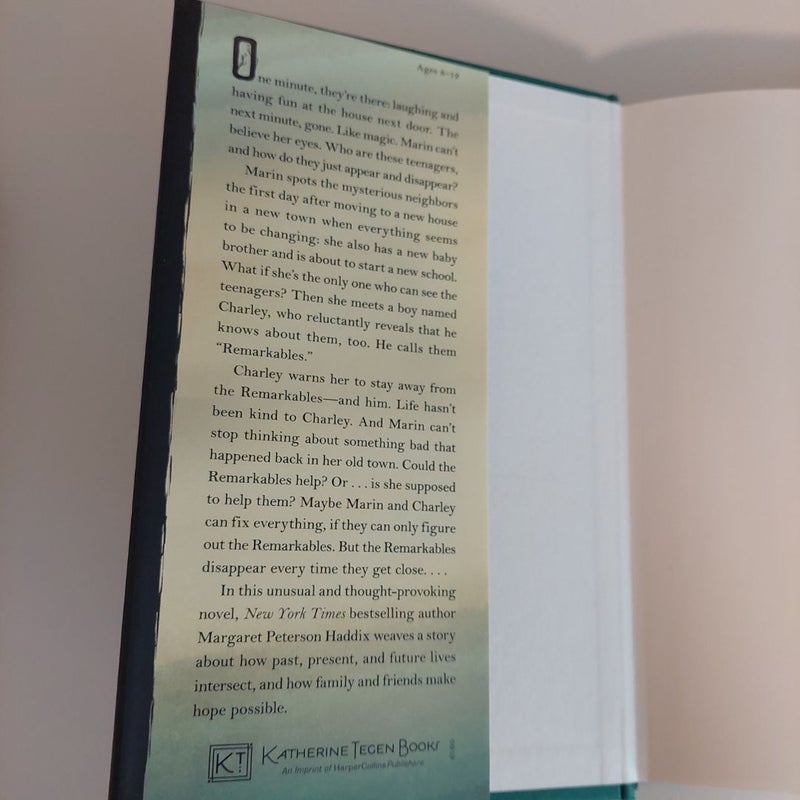 Ages 8–12
One minute, they're there: laughing and
having fun at the house next door. The
next minute, gone. Like magic. Marin can't
believe her eyes. Who are these teenagers,
and how do they just appear and disappear?
Marin spots the mysterious neighbors
the first day after moving to a new house
in a new town when everything seems
to be changing: she also has a new baby
brother and is about to start a new school.
What if she's the only one who can see the
teenagers? Then she meets a boy named
Charley, who reluctantly reveals that he
knows about them, too. He calls them
“Remarkables.”
Charley warns her to stay away from
the Remarkables—and him. Life hasn't
been kind to Charley. And Marin can't
stop thinking about something bad that
happened back in her old town. Could the
Remarkables help? Or . . . is she supposed
to help them? Maybe Marin and Charley
can fix everything, if they can only figure
out the Remarkables. But the Remarkables
disappear every time they get close. . . .
In this unusual and thought-provoking
novel, New York Times bestselling author
Margaret Peterson Haddix weaves a story
about how past, present, and future lives
intersect, and how family and friends make
hope possible.
KT
KATHERINE TEGEN BOOKS
An Imprint of HarperCollinsPublishers